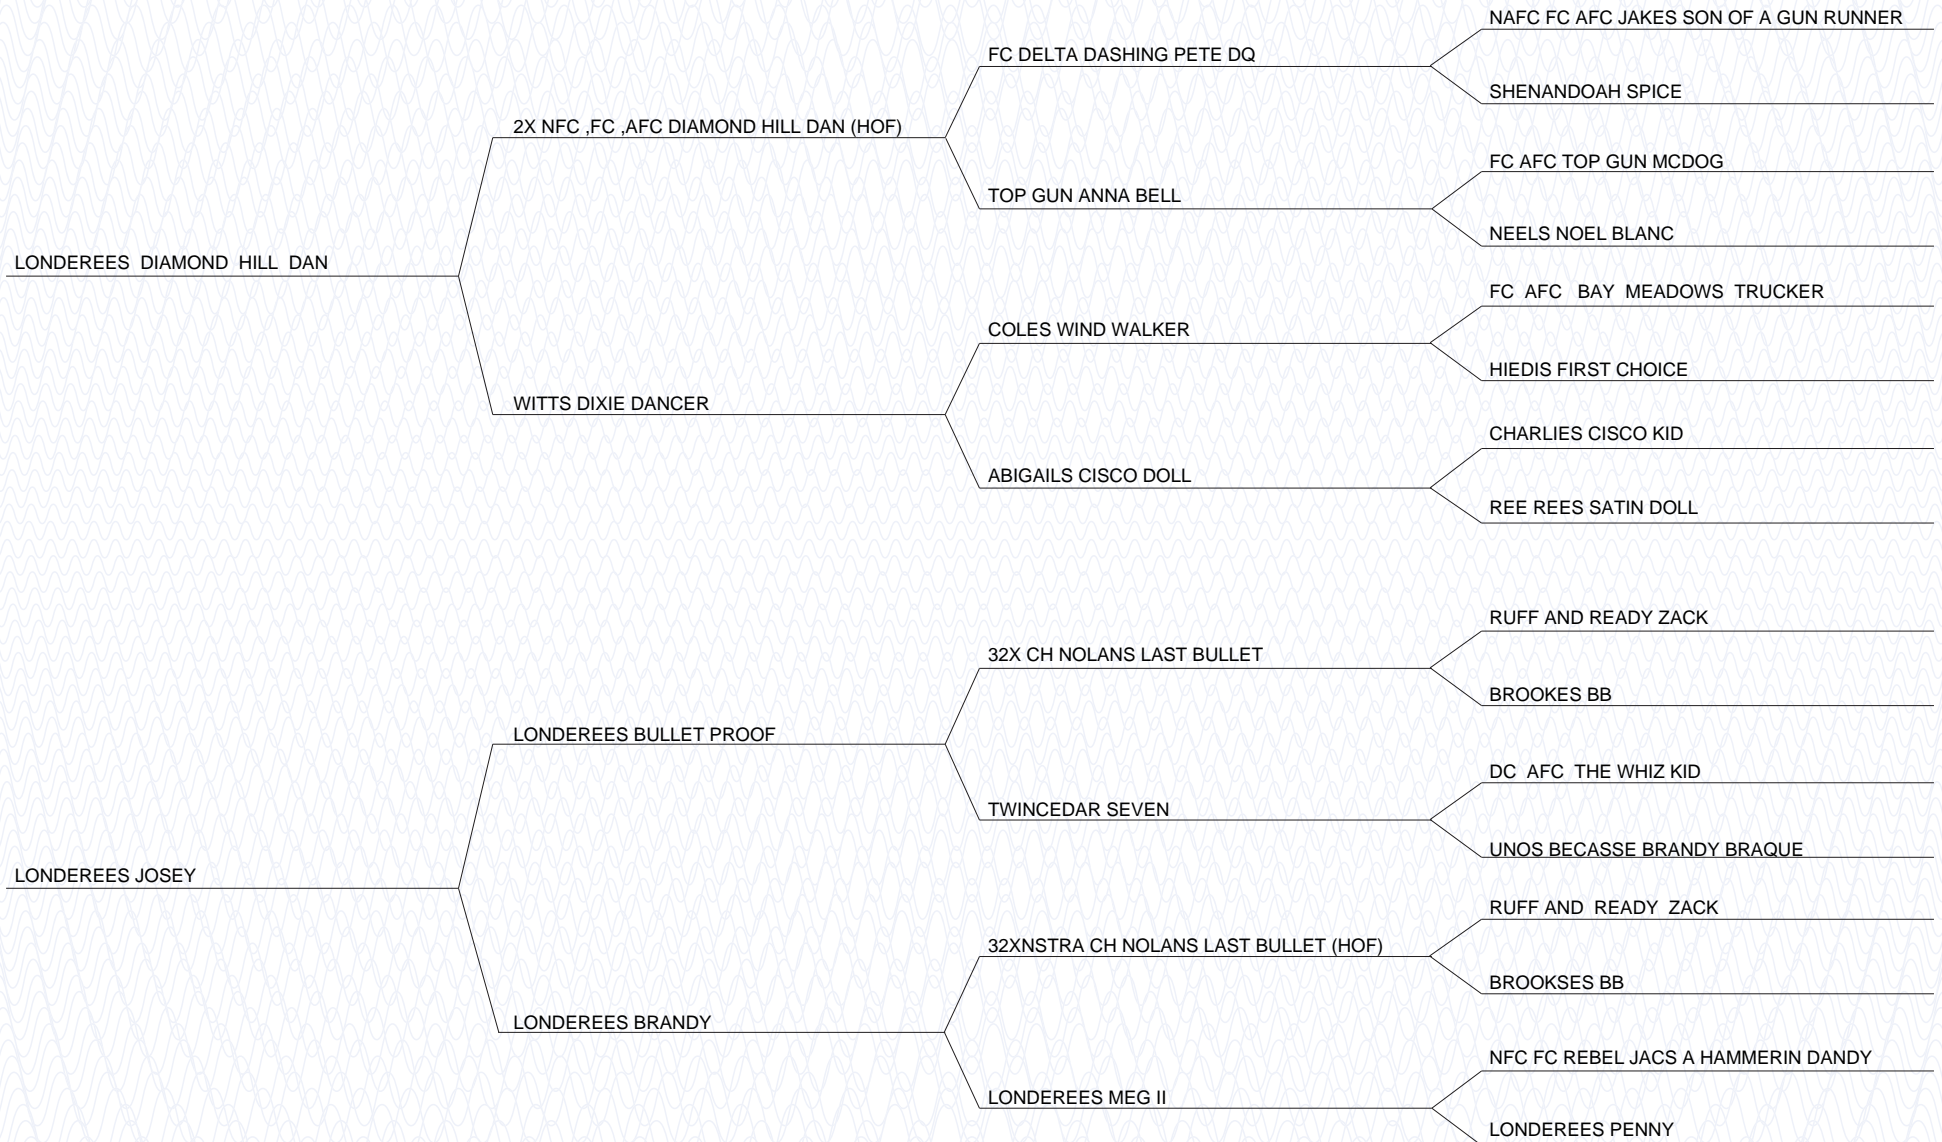 NAFC FC AFC JAKES SON OF A GUN RUNNER
FC DELTA DASHING PETE DQ
SHENANDOAH SPICE
2X NFC ,FC ,AFC DIAMOND HILL DAN (HOF)
FC AFC TOP GUN MCDOG
TOP GUN ANNA BELL
NEELS NOEL BLANC
LONDEREES DIAMOND HILL DAN
FC AFC BAY MEADOWS TRUCKER
COLES WIND WALKER
HIEDIS FIRST CHOICE
WITTS DIXIE DANCER
CHARLIES CISCO KID
ABIGAILS CISCO DOLL
REE REES SATIN DOLL
RUFF AND READY ZACK
32X CH NOLANS LAST BULLET
BROOKES BB
LONDEREES BULLET PROOF
DC AFC THE WHIZ KID
TWINCEDAR SEVEN
UNOS BECASSE BRANDY BRAQUE
LONDEREES JOSEY
RUFF AND READY ZACK
32XNSTRA CH NOLANS LAST BULLET (HOF)
BROOKSES BB
LONDEREES BRANDY
NFC FC REBEL JACS A HAMMERIN DANDY
LONDEREES MEG II
LONDEREES PENNY